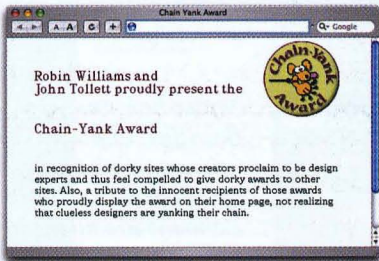 Chain Yank Award
A A C +
Q- Google
Chain-Yank
Award
Robin Williams and
John Tollett proudly present the
Chain-Yank Award
in recognition of dorky sites whose creators proclaim to be design
experts and thus feel compelled to give dorky awards to other
sites. Also, a tribute to the innocent recipients of those awards
who proudly display the award on their home page, not realizing
that clueless designers are yanking their chain.